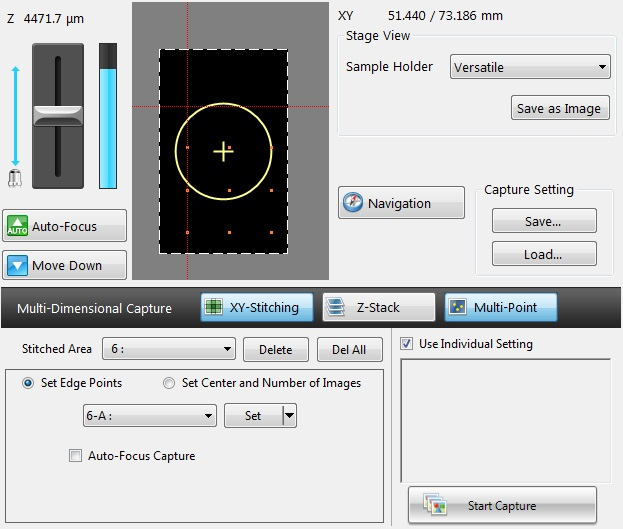 Z 4471.7 µm
XY 51.440 / 73.186 mm
Stage View
Sample Holder Versatile
Save as Image
AUTO Auto-Focus
Move Down
Navigation
Capture Setting
Save...
Load...
Multi-Dimensional Capture XY-Stitching Z-Stack Multi-Point
Stitched Area 6 : Delete Del All
Set Edge Points Set Center and Number of Images
6-A : Set
Auto-Focus Capture
Use Individual Setting
Start Capture